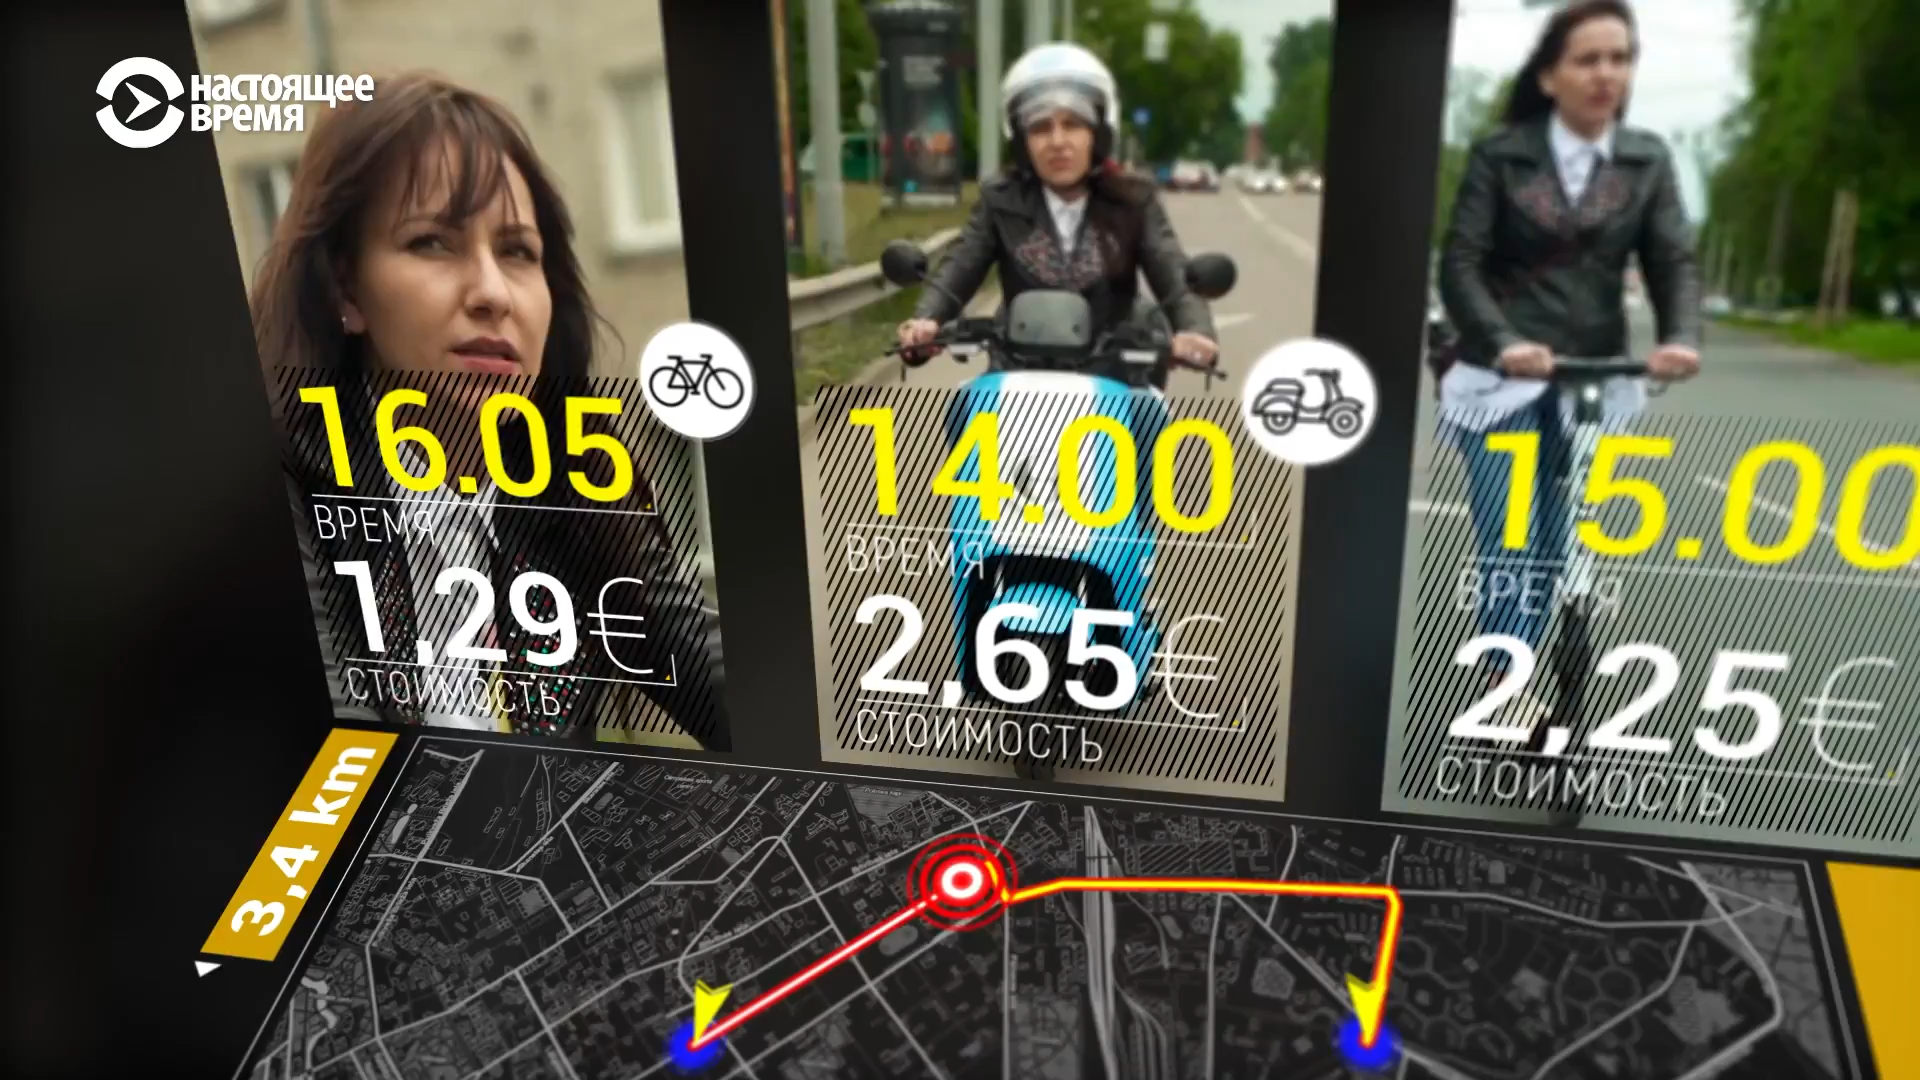 НАСТОЯЩЕЕ
ВРЕМЯ
16.05
ВРЕМЯ
1,29€
СТОИМОСТЬ
14.00
ВРЕМЯ
2,65€
СТОИМОСТЬ
15.00
ВРЕМЯ
2,25€
СТОИМОСТЬ
3,4 km